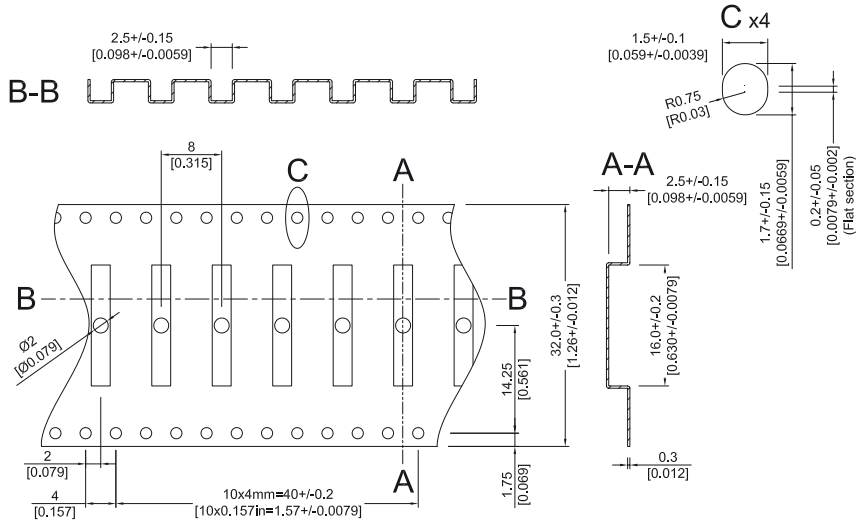 2.5+/-0.15
[0.098+/-0.0059]
B-B
C x4
1.5+/-0.1
[0.059+/-0.0039]
R0.75
[R0.03]
1.7+/-0.15
[0.0669+/-0.0059]
0.2+/-0.05
[0.0079+/-0.002]
(Flat section)
8
[0.315]
C
A
A-A
2.5+/-0.15
[0.098+/-0.0059]
B
B
Ø2
[Ø0.079]
14.25
[0.561]
32.0+/-0.3
[1.26+/-0.012]
16.0+/-0.2
[0.630+/-0.0079]
2
[0.079]
4
[0.157]
10x4mm=40+/-0.2
[10x0.157in=1.57+/-0.0079]
A
1.75
[0.069]
0.3
[0.012]